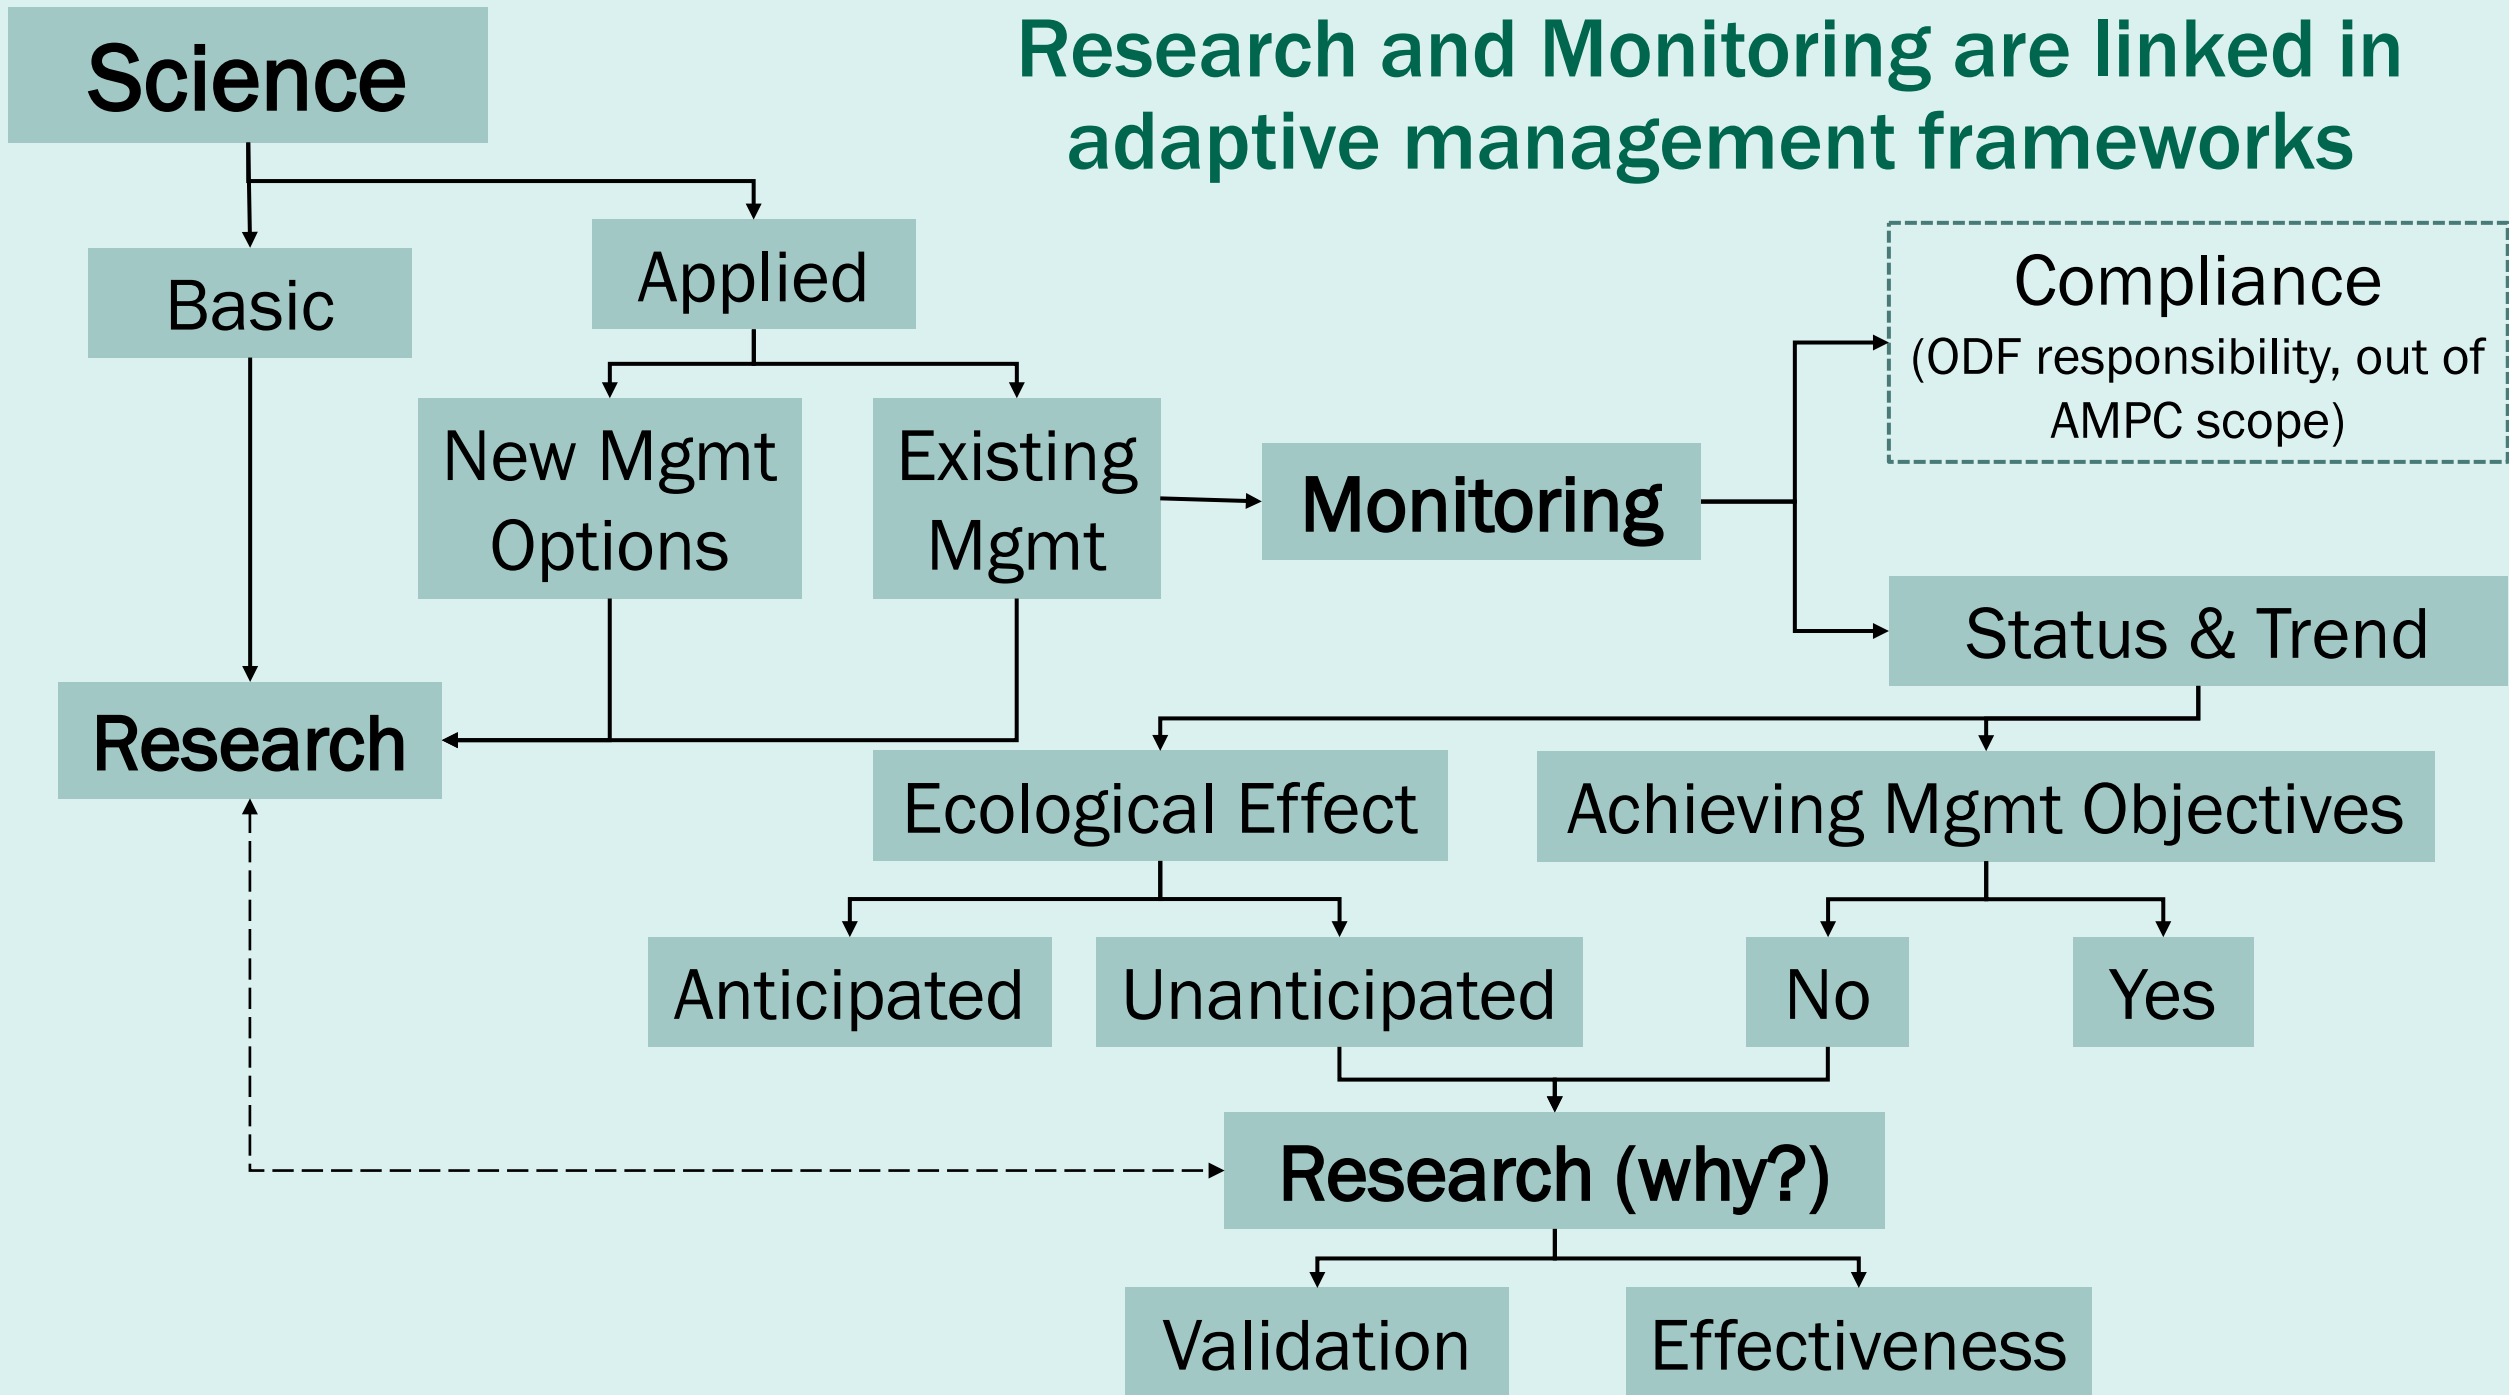 Science
Research and Monitoring are linked in
adaptive management frameworks
Basic
Applied
Compliance
(ODF responsibility, out of
AMPC scope)
New Mgmt
Options
Existing
Mgmt
Monitoring
Status & Trend
Research
Ecological Effect
Achieving Mgmt Objectives
Anticipated
Unanticipated
No
Yes
Research (why?)
Validation
Effectiveness